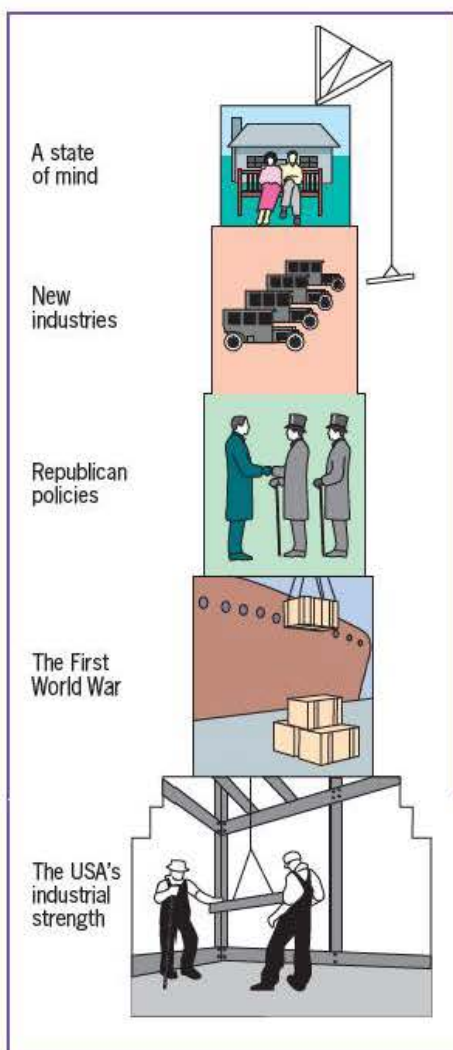 A state
of mind
New
industries
Republican
policies
The First
World War
The USA's
industrial
strength